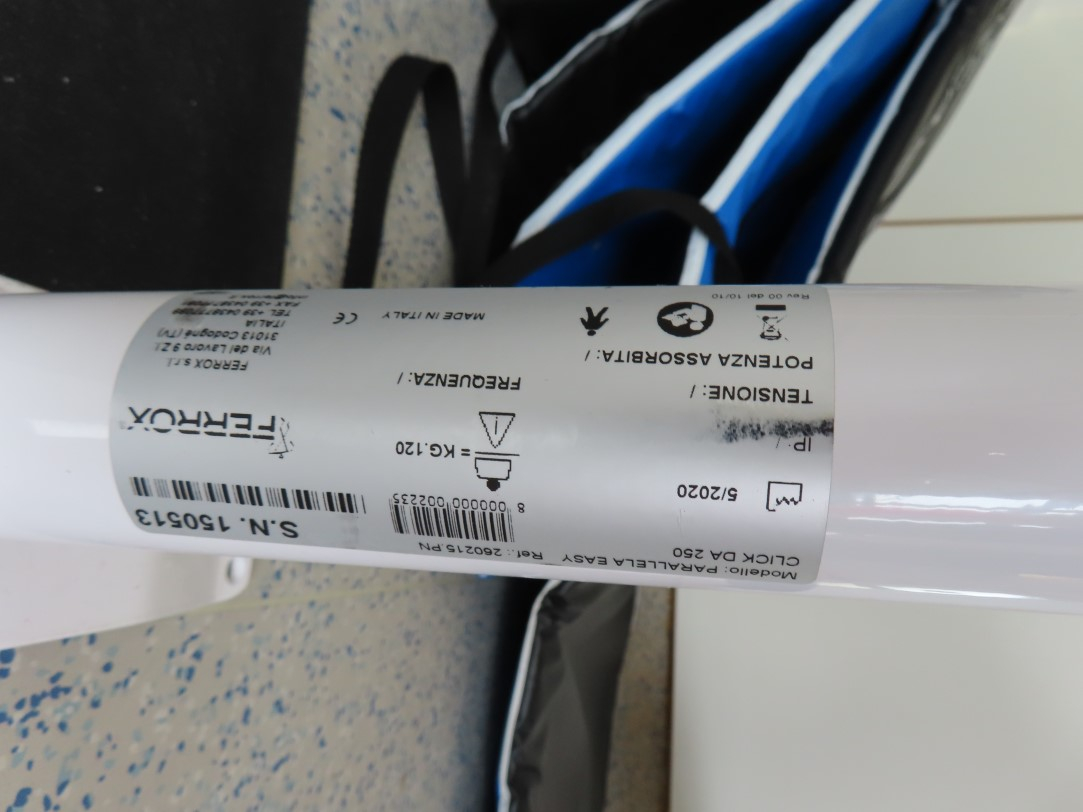 Modello: PARALLELA EASY
CLICK DA 250
Ref.: 260215.PN
S.N. 150513
8 000000 002235
5/2020
= KG.120
IP: /
TENSIONE: /
POTENZA ASSORBITA: /
FREQUENZA: /
FERROX
FERROX s.r.l.
Via del Lavoro 9 Z.I.
31013 Codognè (TV)
ITALIA
MADE IN ITALY
CE
Rev 00 del 10/10